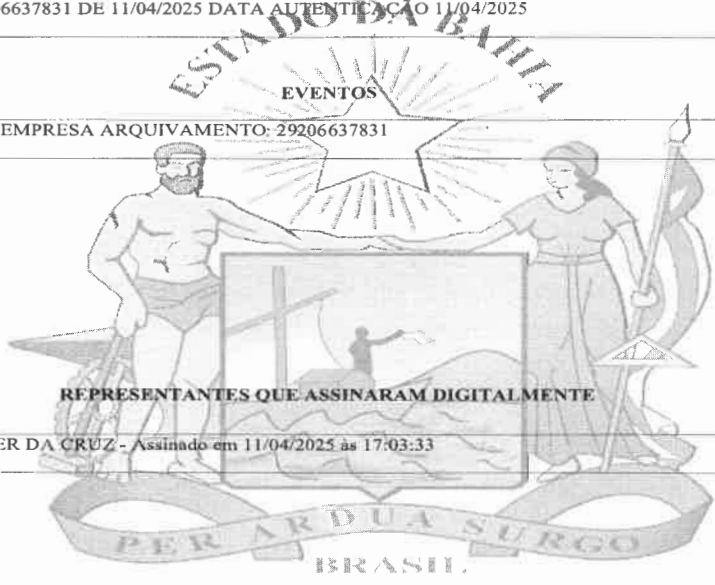 6637831 DE 11/04/2025 DATA AUTENTICAÇÃO 11/04/2025
ESTADO DA BAHIA
EVENTOS
EMPRESA ARQUIVAMENTO: 29206637831
REPRESENTANTES QUE ASSINARAM DIGITALMENTE
ER DA CRUZ - Assinado em 11/04/2025 às 17:03:33
PER ARDUA SURGO
BRASIL